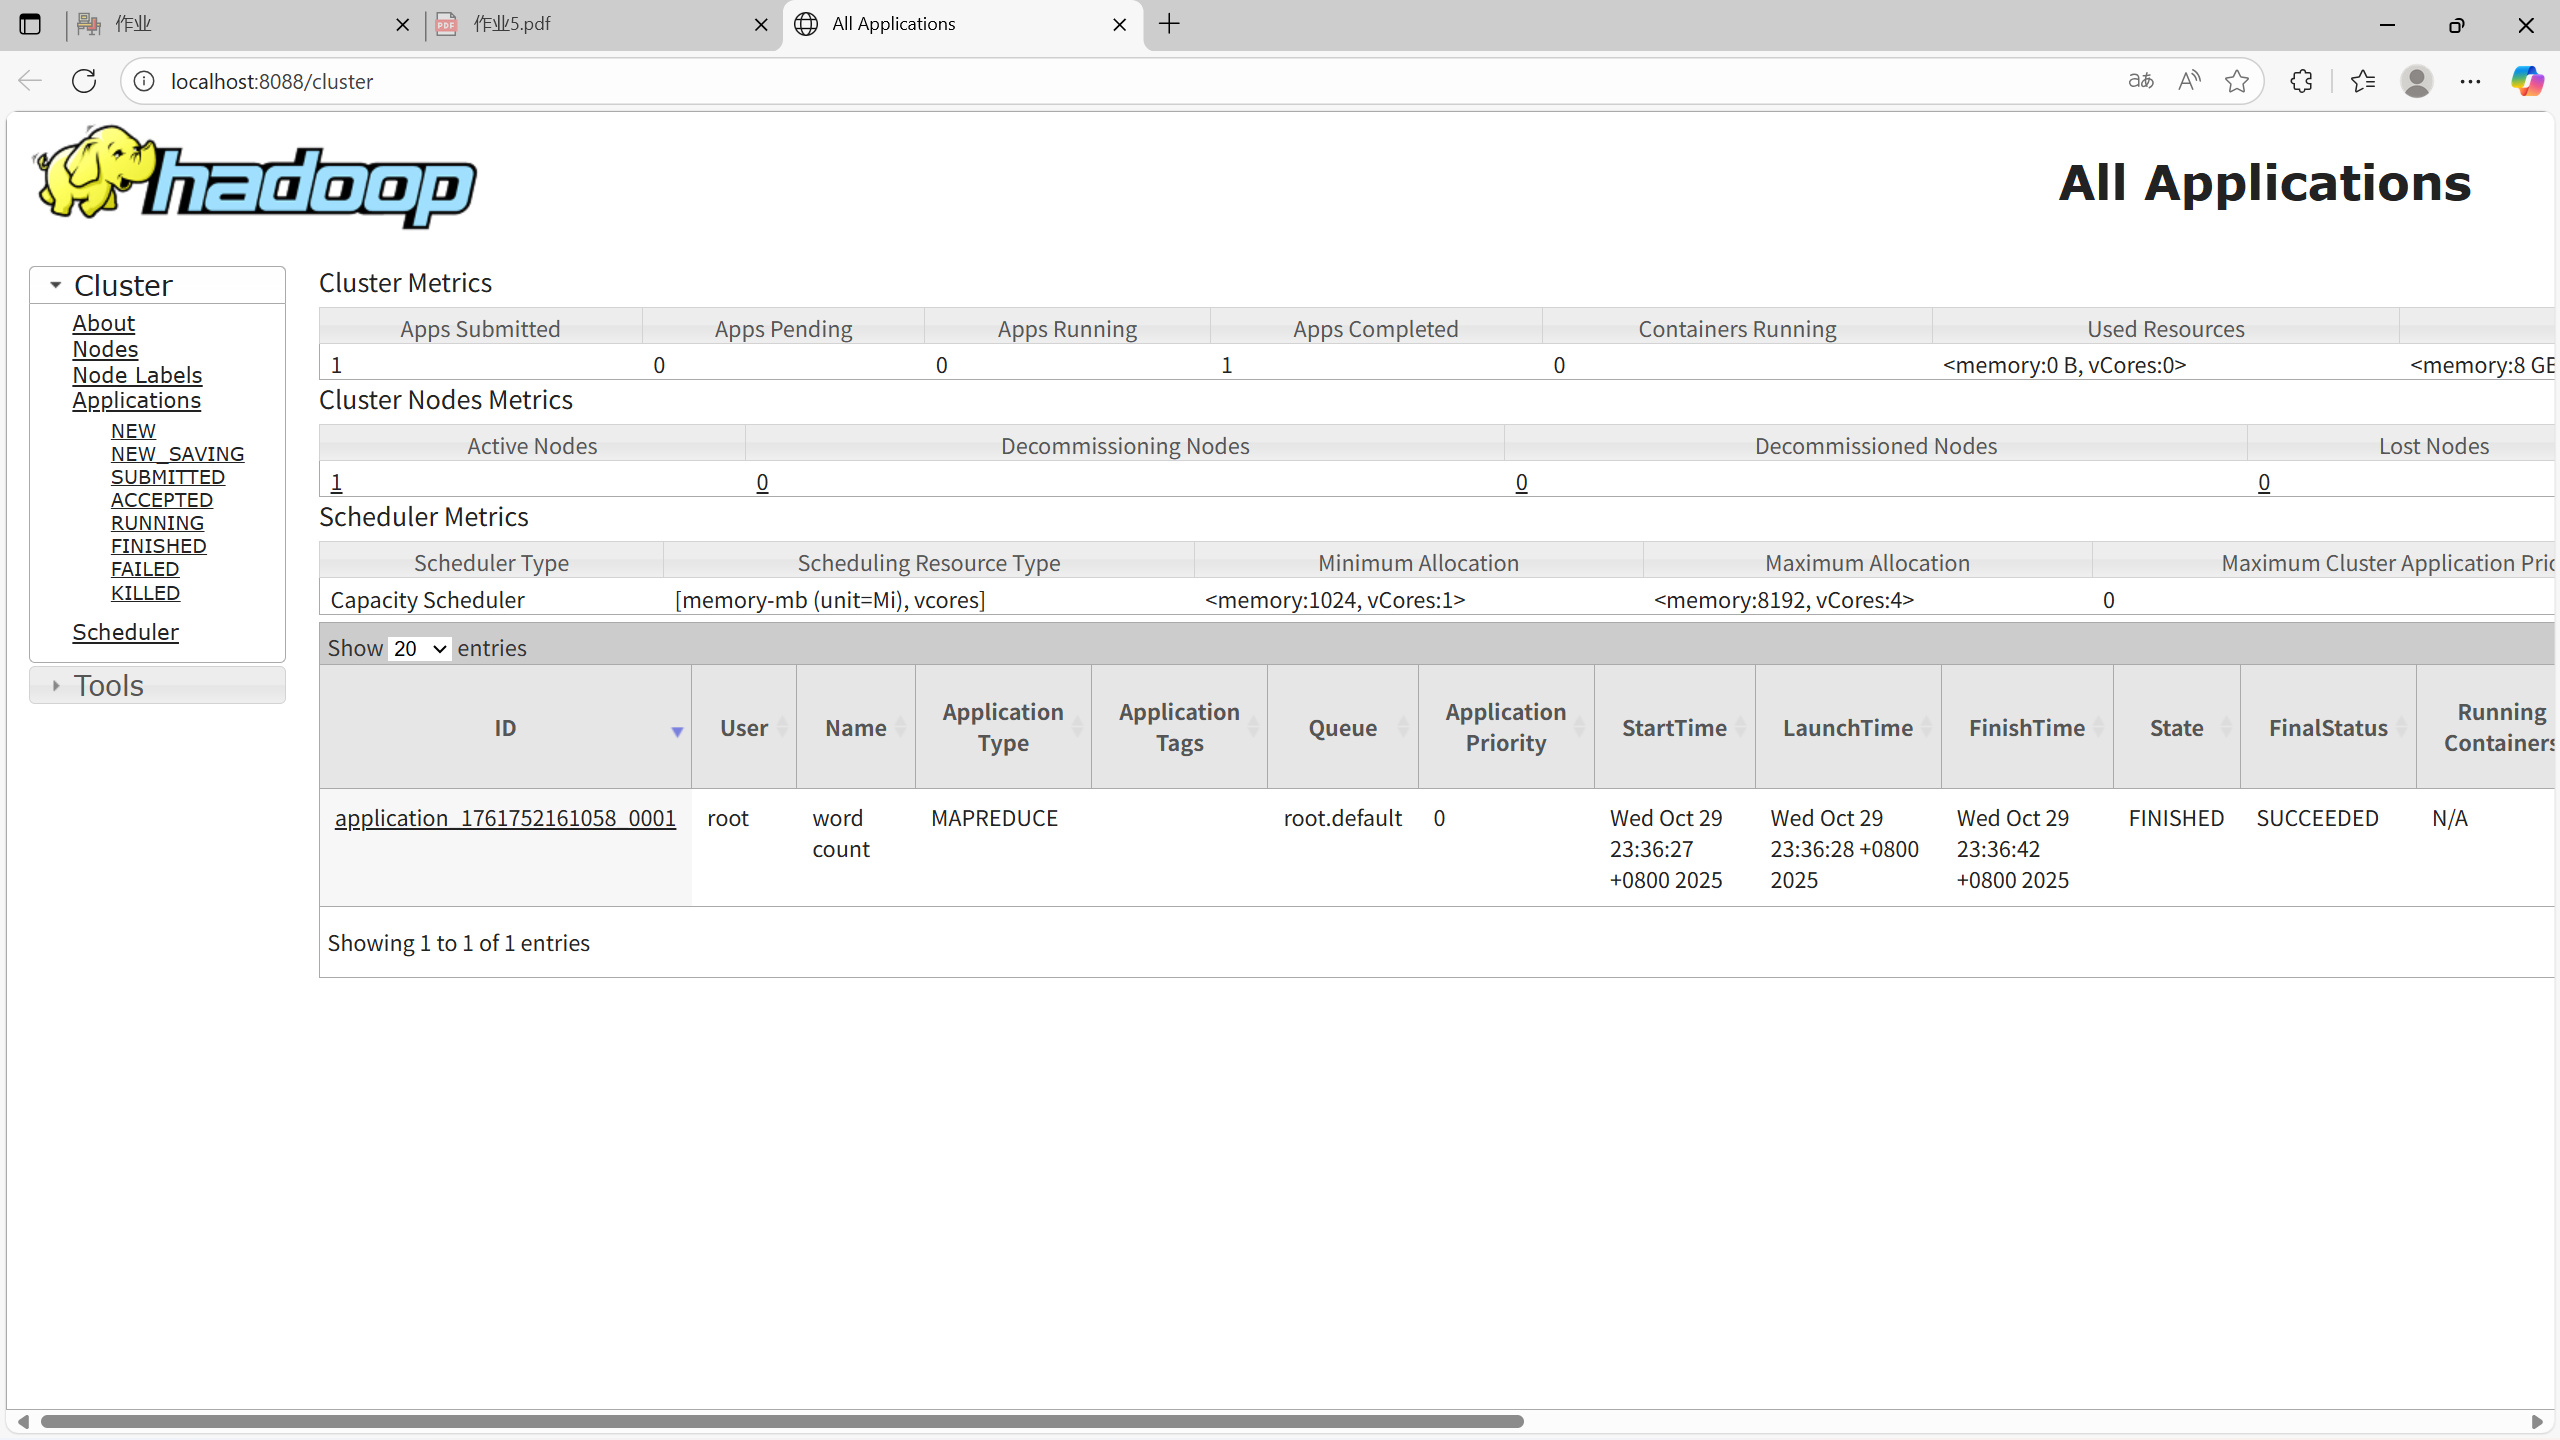 作业
作业5.pdf
All Applications
localhost:8088/cluster
hadoop
All Applications
Cluster
About
Nodes
Node Labels
Applications
NEW
NEW_SAVING
SUBMITTED
ACCEPTED
RUNNING
FINISHED
FAILED
KILLED
Scheduler
Tools
Cluster Metrics
Apps Submitted Apps Pending Apps Running Apps Completed Containers Running Used Resources
1 0 0 1 0 <memory:0 B, vCores:0> <memory:8 GB
Cluster Nodes Metrics
Active Nodes Decommissioning Nodes Decommissioned Nodes Lost Nodes
1 0 0 0
Scheduler Metrics
Scheduler Type Scheduling Resource Type Minimum Allocation Maximum Allocation Maximum Cluster Application Prio
Capacity Scheduler [memory-mb (unit=Mi), vcores] <memory:1024, vCores:1> <memory:8192, vCores:4> 0
Show 20 entries
ID User Name Application Type Application Tags Queue Application Priority StartTime LaunchTime FinishTime State FinalStatus Running Containers
application_1761752161058_0001 root word count MAPREDUCE root.default 0 Wed Oct 29 23:36:27 +0800 2025 Wed Oct 29 23:36:28 +0800 2025 Wed Oct 29 23:36:42 +0800 2025 FINISHED SUCCEEDED N/A
Showing 1 to 1 of 1 entries